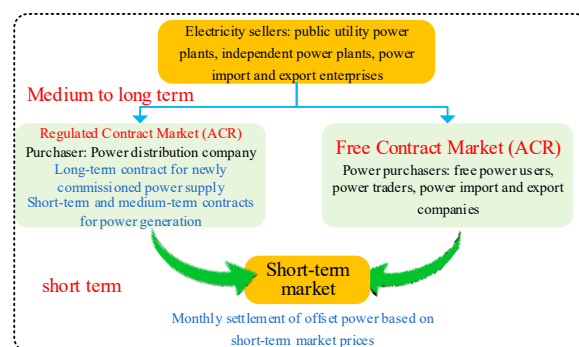 Electricity sellers: public utility power
plants, independent power plants, power
import and export enterprises
Medium to long term
Regulated Contract Market (ACR)
Purchaser: Power distribution company
Long-term contract for newly
commissioned power supply
Short-term and medium-term contracts
for power generation
Free Contract Market (ACR)
Power purchasers: free power users,
power traders, power import and export
companies
short term
Short-term
market
Monthly settlement of offset power based on
short-term market prices